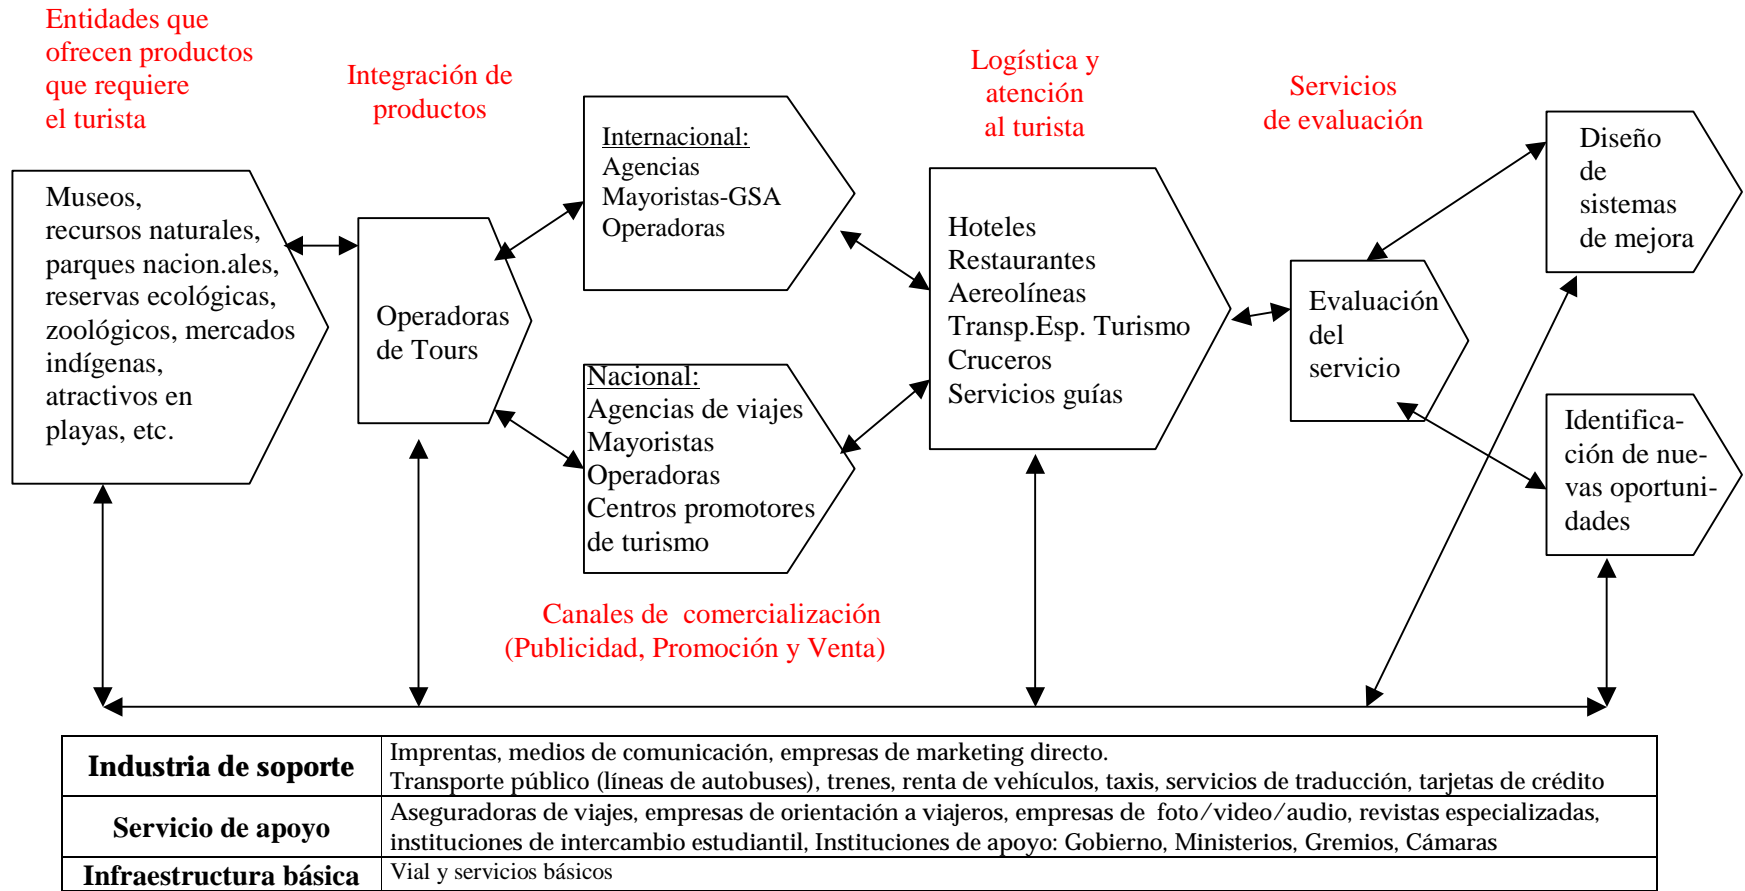 Entidades que
ofrecen productos
que requiere
el turista
Integración de
productos
Logística y
atención
al turista
Servicios
de evaluación
Museos,
recursos naturales,
parques nacion.ales,
reservas ecológicas,
zoológicos, mercados
indígenas,
atractivos en
playas, etc.
Operadoras
de Tours
Internacional:
Agencias
Mayoristas-GSA
Operadoras
Nacional:
Agencias de viajes
Mayoristas
Operadoras
Centros promotores
de turismo
Canales de comercialización
(Publicidad, Promoción y Venta)
Hoteles
Restaurantes
Aereolíneas
Transp.Esp. Turismo
Cruceros
Servicios guías
Evaluación
del
servicio
Diseño
de
sistemas
de mejora
Identifica-
ción de nue-
vas oportuni-
dades
Industria de soporte
Imprentas, medios de comunicación, empresas de marketing directo.
Transporte público (líneas de autobuses), trenes, renta de vehículos, taxis, servicios de traducción, tarjetas de crédito
Servicio de apoyo
Aseguradoras de viajes, empresas de orientación a viajeros, empresas de foto/video/audio, revistas especializadas,
instituciones de intercambio estudiantil, Instituciones de apoyo: Gobierno, Ministerios, Gremios, Cámaras
Infraestructura básica
Vial y servicios básicos